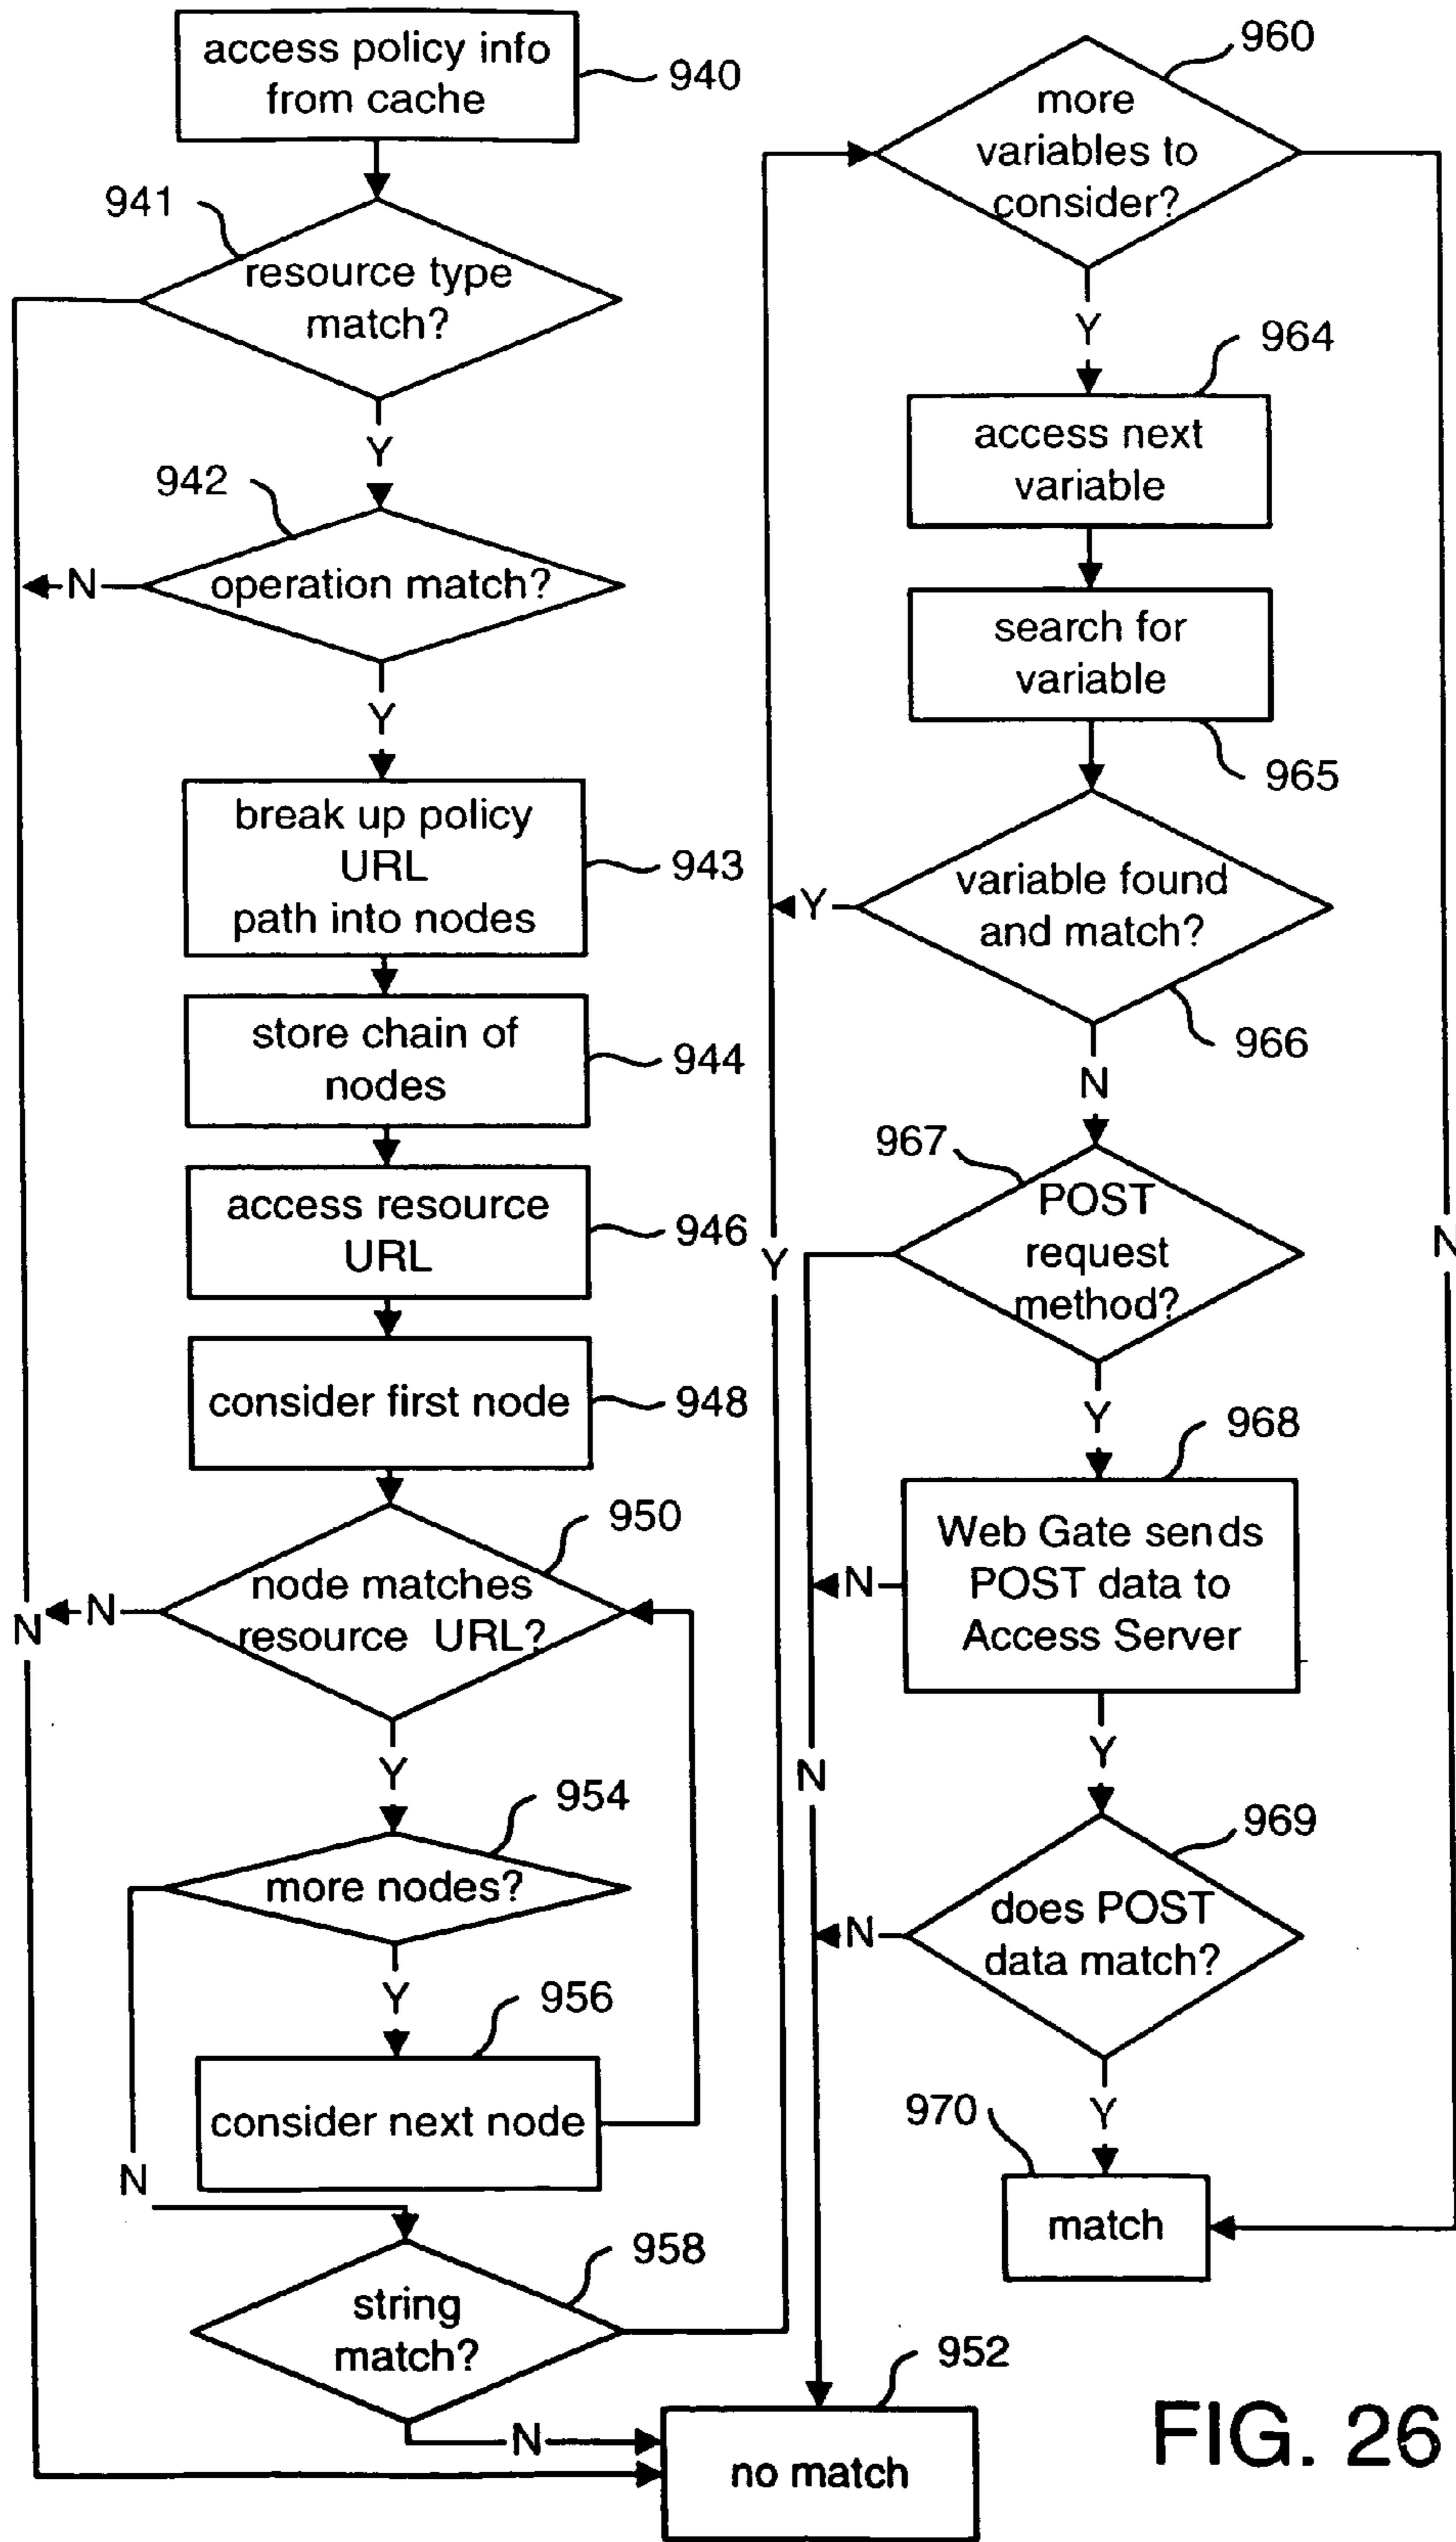 access policy info
from cache
940
941
resource type
match?
Y
942
operation match?
N
Y
break up policy
URL
path into nodes
943
store chain of
nodes
944
access resource
URL
946
consider first node
948
950
node matches
resource URL?
N
N
Y
954
more nodes?
Y
956
consider next node
N
958
string
match?
N
952
no match
960
more
variables to
consider?
Y
964
access next
variable
search for
variable
965
variable found
and match?
Y
966
N
967
POST
request
method?
Y
N
Y
968
Web Gate sends
POST data to
Access Server
N
Y
N
969
does POST
data match?
N
Y
970
match
FIG. 26